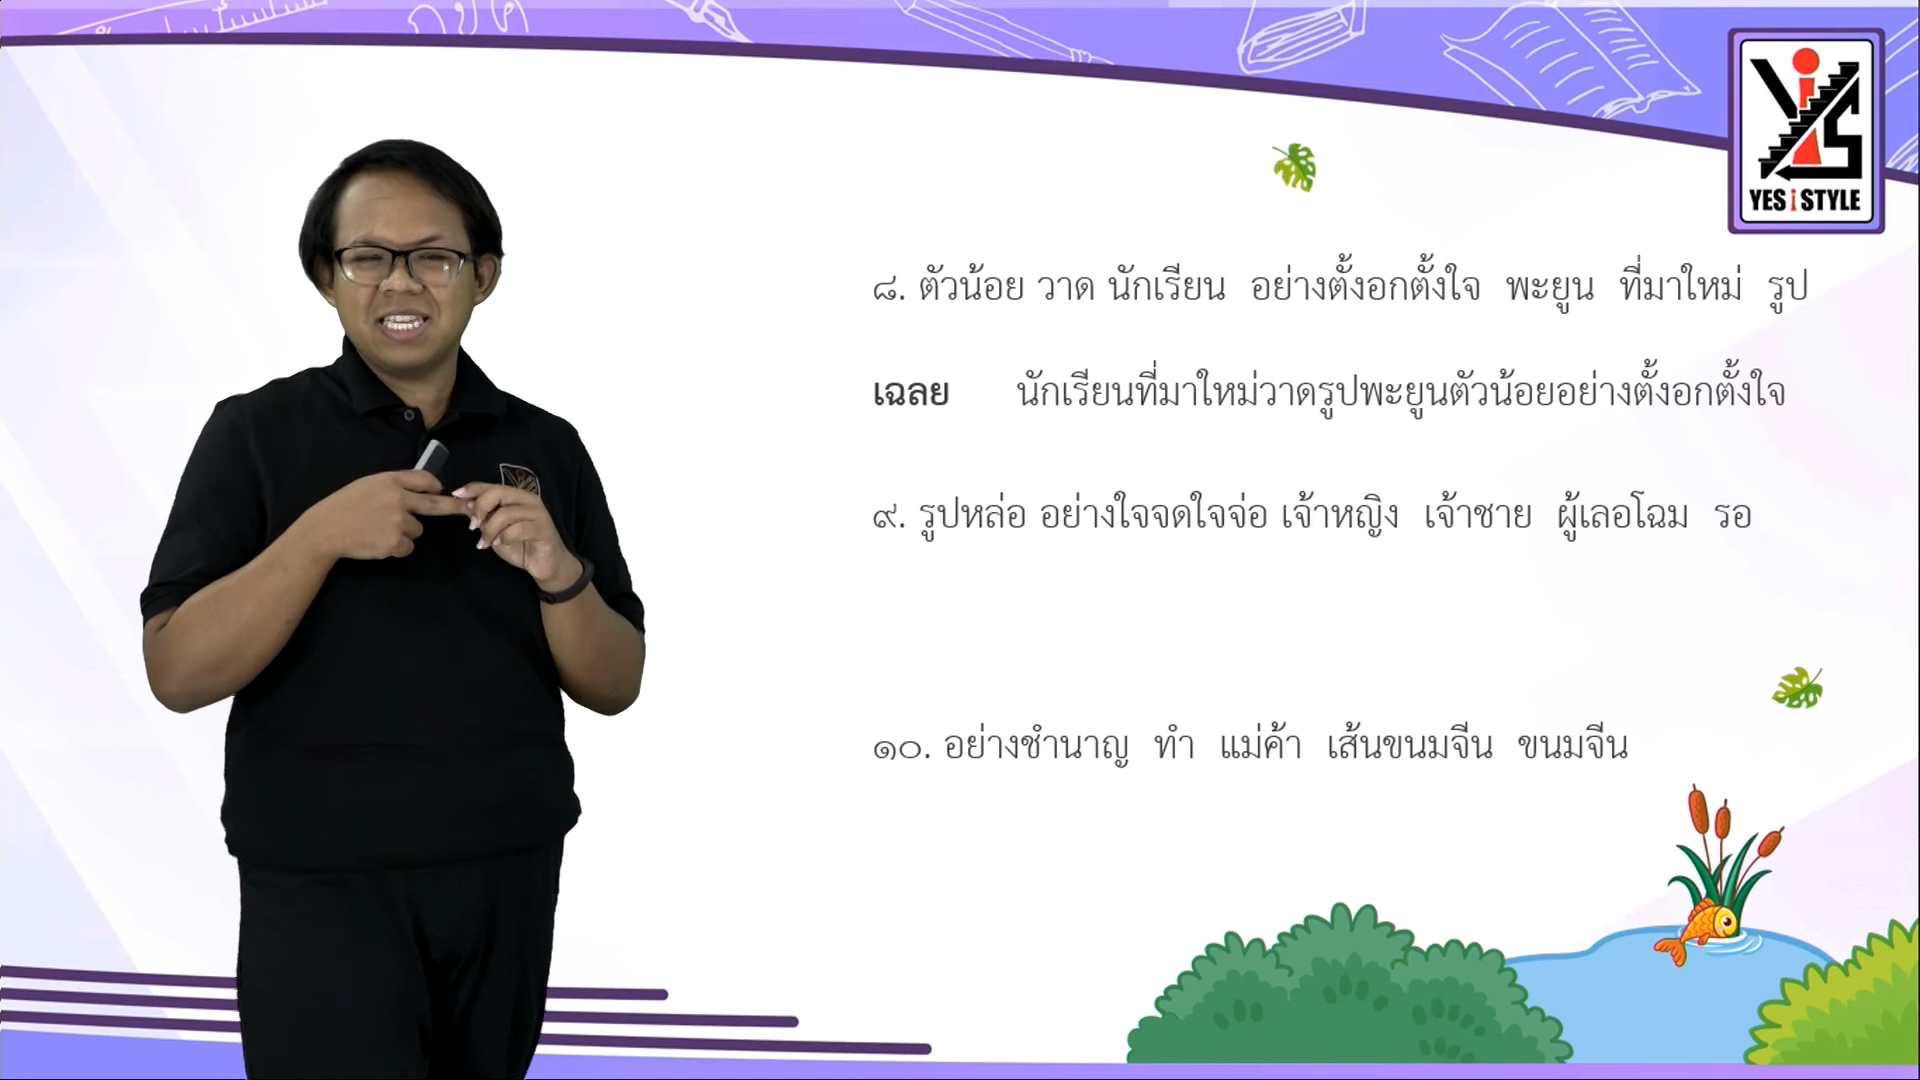 กขค
YES i STYLE
๘. ตัวน้อย วาด นักเรียน อย่างตั้งอกตั้งใจ พะยูน ที่มาใหม่ รูป
เฉลย นักเรียนที่มาใหม่วาดรูปพะยูนตัวน้อยอย่างตั้งอกตั้งใจ
๙. รูปหล่อ อย่างใจจดใจจ่อ เจ้าหญิง เจ้าชาย ผู้เลอโฉม รอ
๑๐. อย่างชำนาญ ทำ แม่ค้า เส้นขนมจีน ขนมจีน